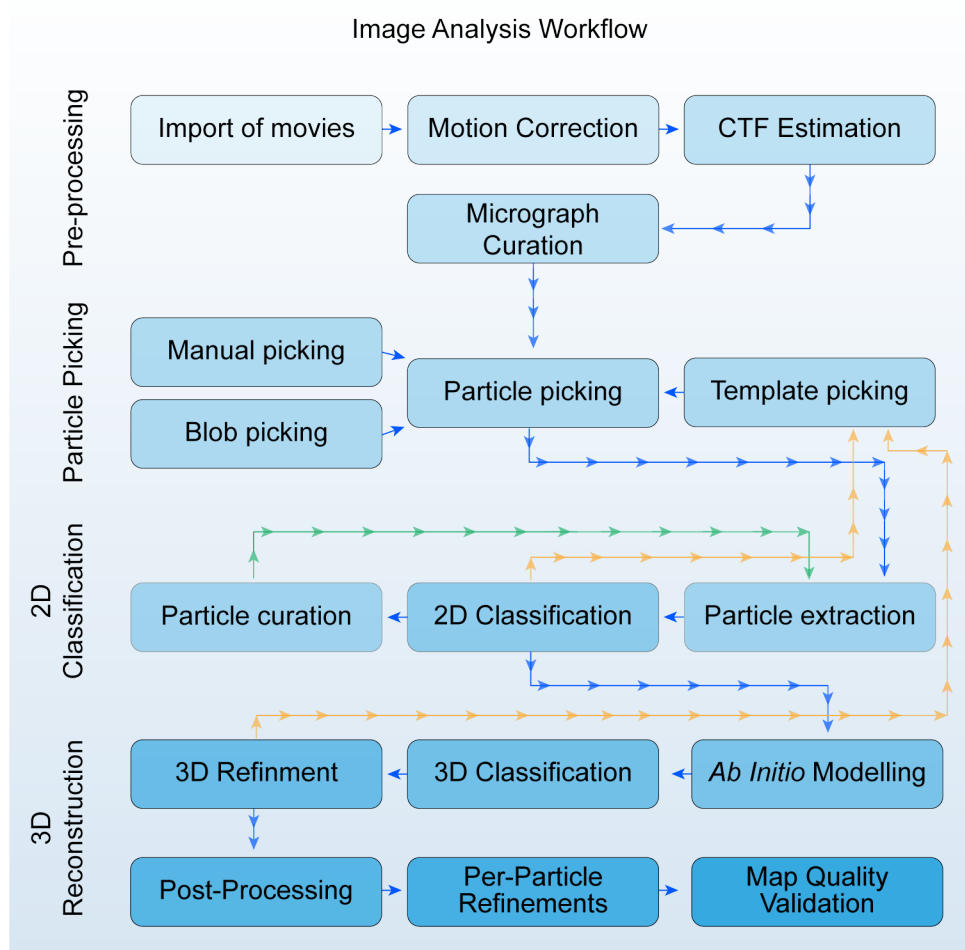 Image Analysis Workflow
Pre-processing
Import of movies
Motion Correction
CTF Estimation
Micrograph
Curation
Particle Picking
Manual picking
Blob picking
Particle picking
Template picking
2D
Classification
Particle curation
2D Classification
Particle extraction
3D
Reconstruction
3D Refinment
3D Classification
Ab Initio Modelling
Post-Processing
Per-Particle
Refinements
Map Quality
Validation